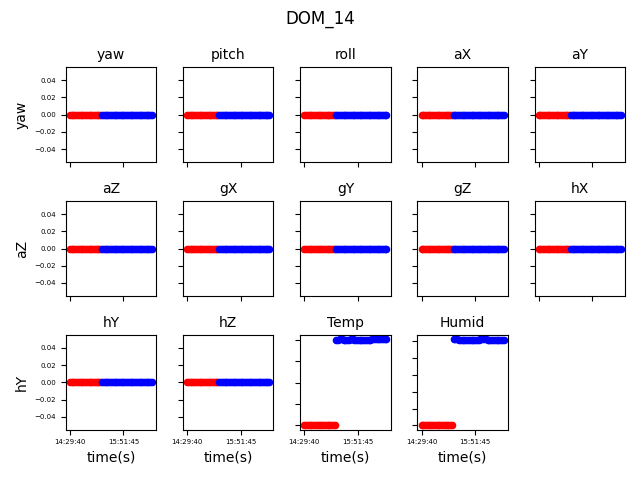 DOM_14
yaw pitch roll aX aY
yaw
0.04
0.02
0.00
−0.02
−0.04
aZ gX gY gZ hX
aZ
0.04
0.02
0.00
−0.02
−0.04
hY hZ Temp Humid
hY
0.04
0.02
0.00
−0.02
−0.04
14:29:40 15:51:45 14:29:40 15:51:45 14:29:40 15:51:45 14:29:40 15:51:45
time(s) time(s) time(s) time(s)